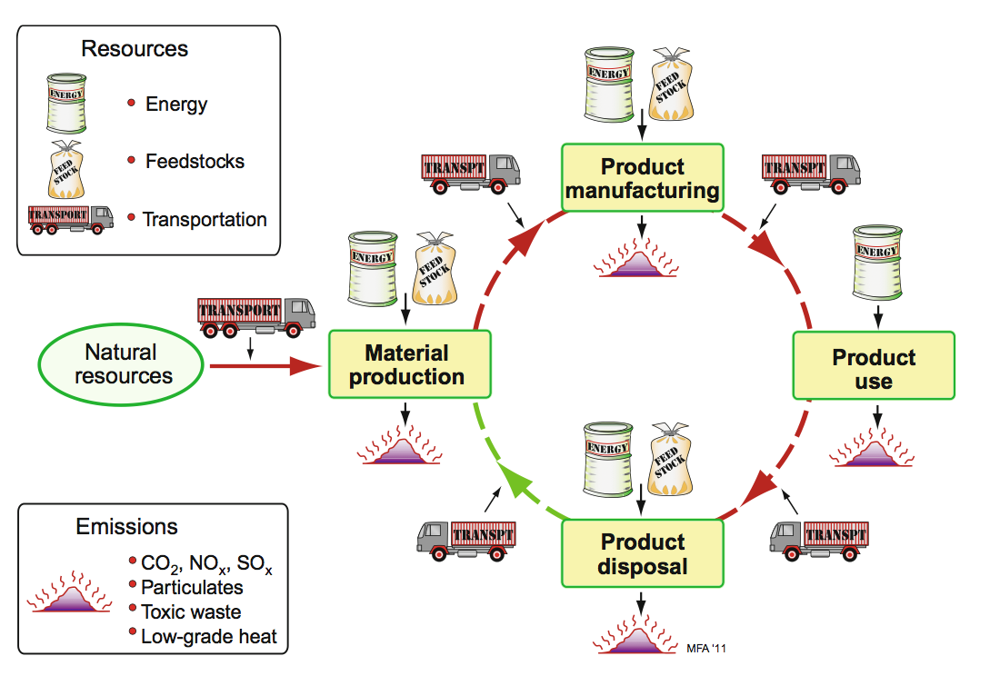 Resources
ENERGY
Energy
FEED
STOCK
Feedstocks
TRANSPORT
Transportation
ENERGY
FEED
STOCK
TRANSPT
Product
manufacturing
TRANSPT
ENERGY
FEED
STOCK
ENERGY
TRANSPORT
Natural
resources
Material
production
Product
use
ENERGY
FEED
STOCK
TRANSPT
Product
disposal
TRANSPT
Emissions
CO₂, NOₓ, SOₓ
Particulates
Toxic waste
Low-grade heat
MFA '11